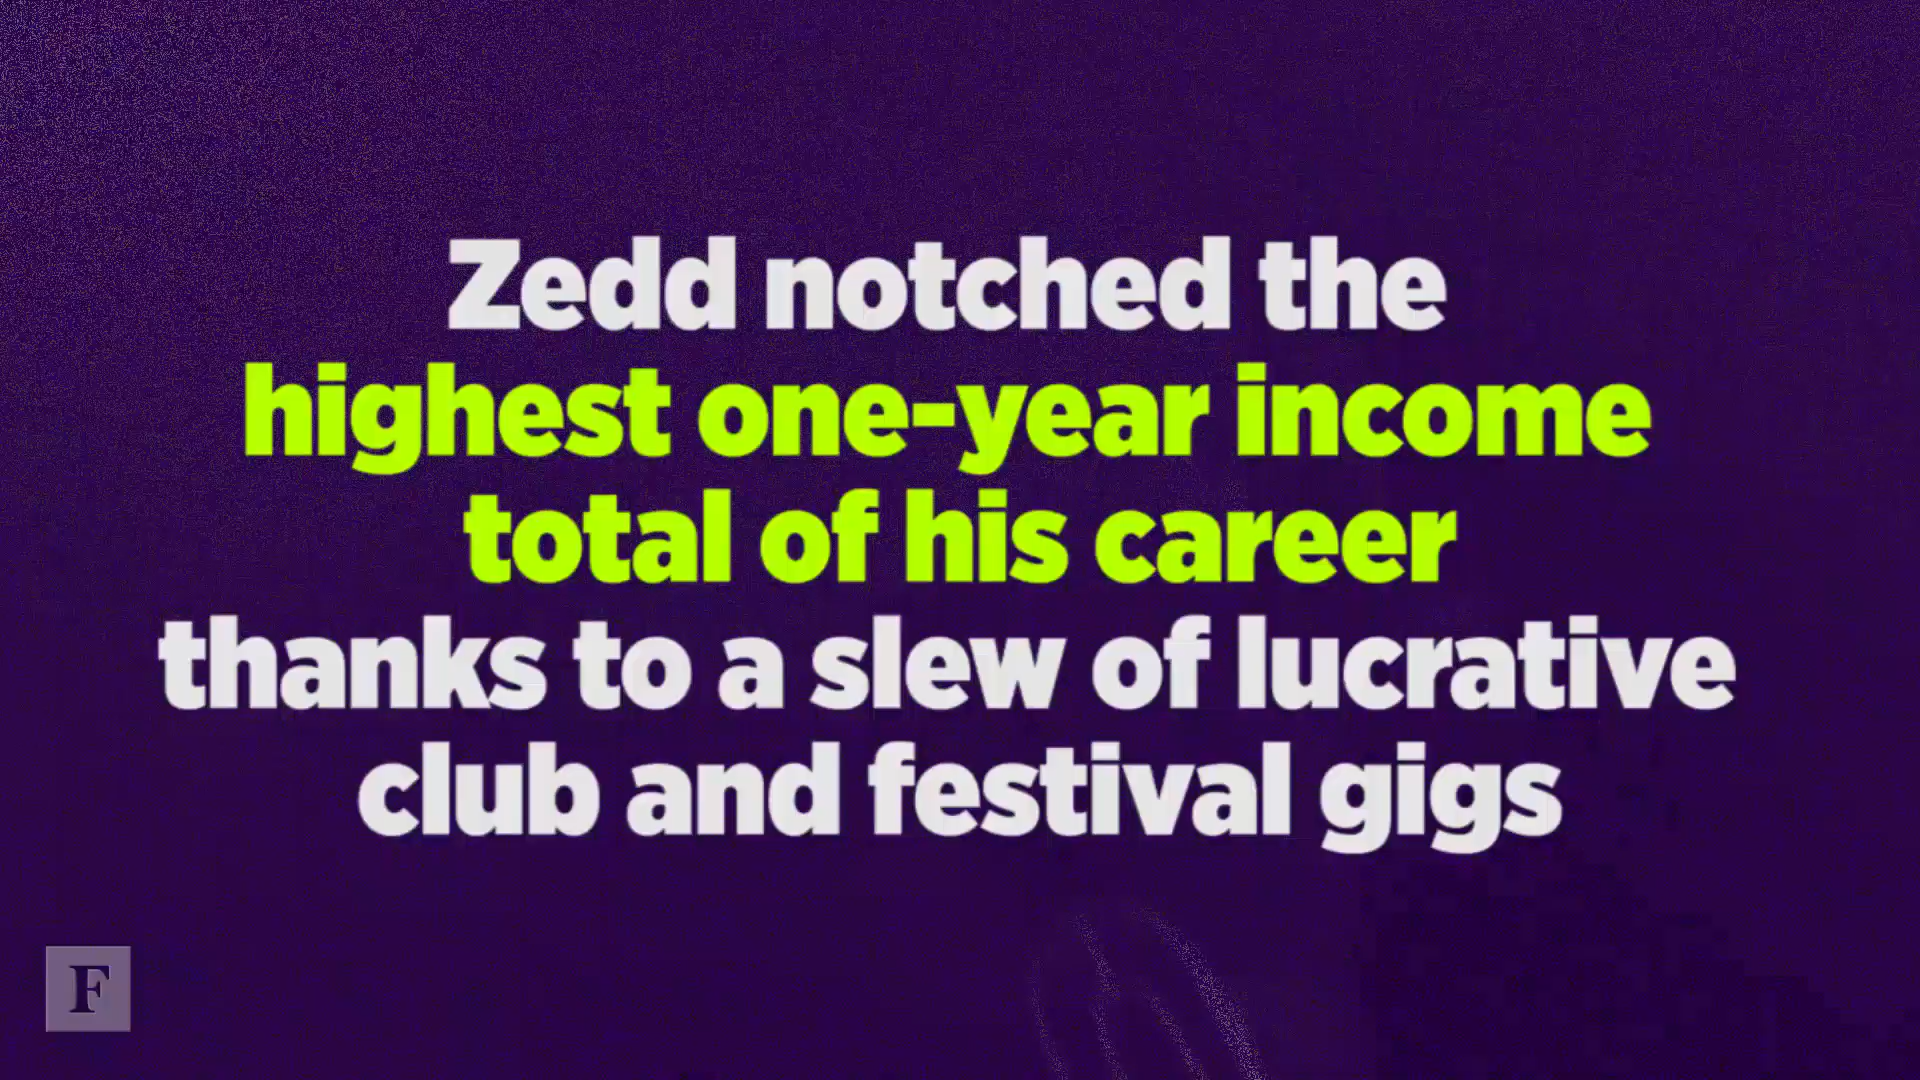 Zedd notched the
highest one-year income
total of his career
thanks to a slew of lucrative
club and festival gigs
F